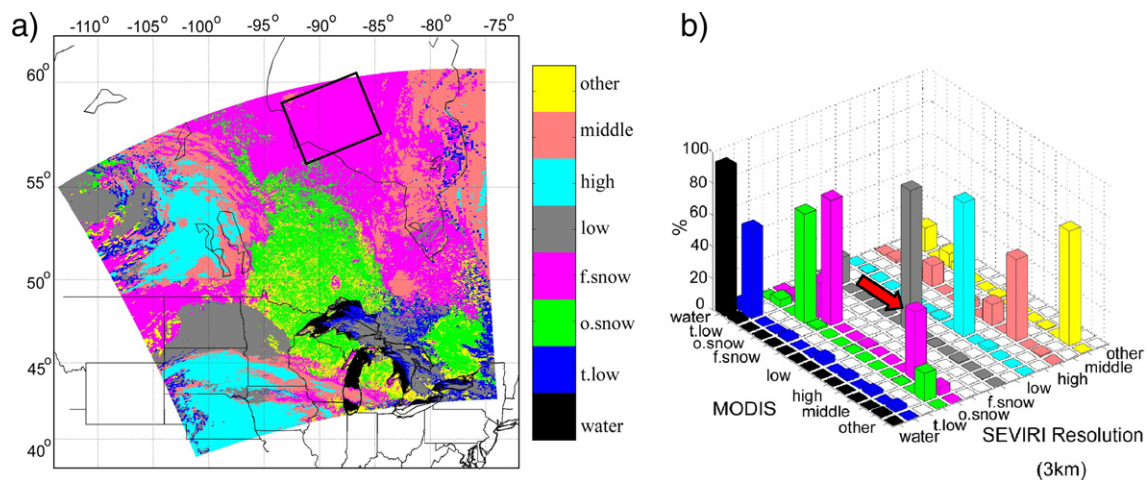 a)
-110° -105° -100° -95° -90° -85° -80° -75°
60°
55°
50°
45°
40°
other
middle
high
low
f.snow
o.snow
t.low
water
b)
100
80
60
40
20
0
%
water
t.low
o.snow
f.snow
low
high
middle
other
MODIS
water
t.low
o.snow
f.snow
low
high
middle
other
SEVIRI Resolution
(3km)